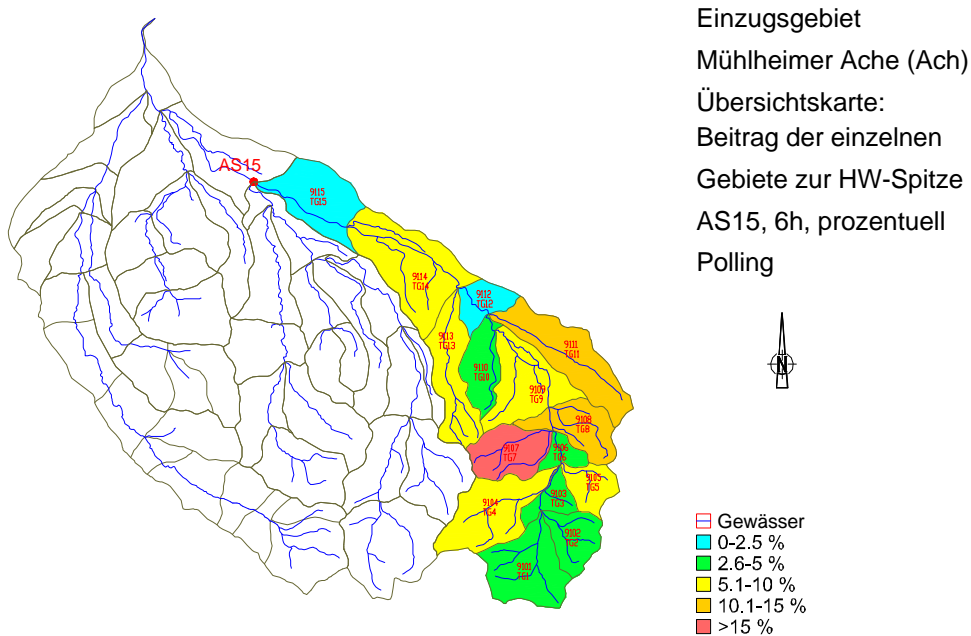 Einzugsgebiet
Mühlheimer Ache (Ach)
Übersichtskarte:
Beitrag der einzelnen
Gebiete zur HW-Spitze
AS15, 6h, prozentuell
Polling
AS15
9115
TG15
9114
TG14
9112
TG12
9113
TG13
9111
TG11
9110
TG10
9109
TG9
9108
TG8
9107
TG7
9106
TG6
9105
TG5
9104
TG4
9103
TG3
9102
TG2
9101
TG1
N
Gewässer
0-2.5 %
2.6-5 %
5.1-10 %
10.1-15 %
>15 %